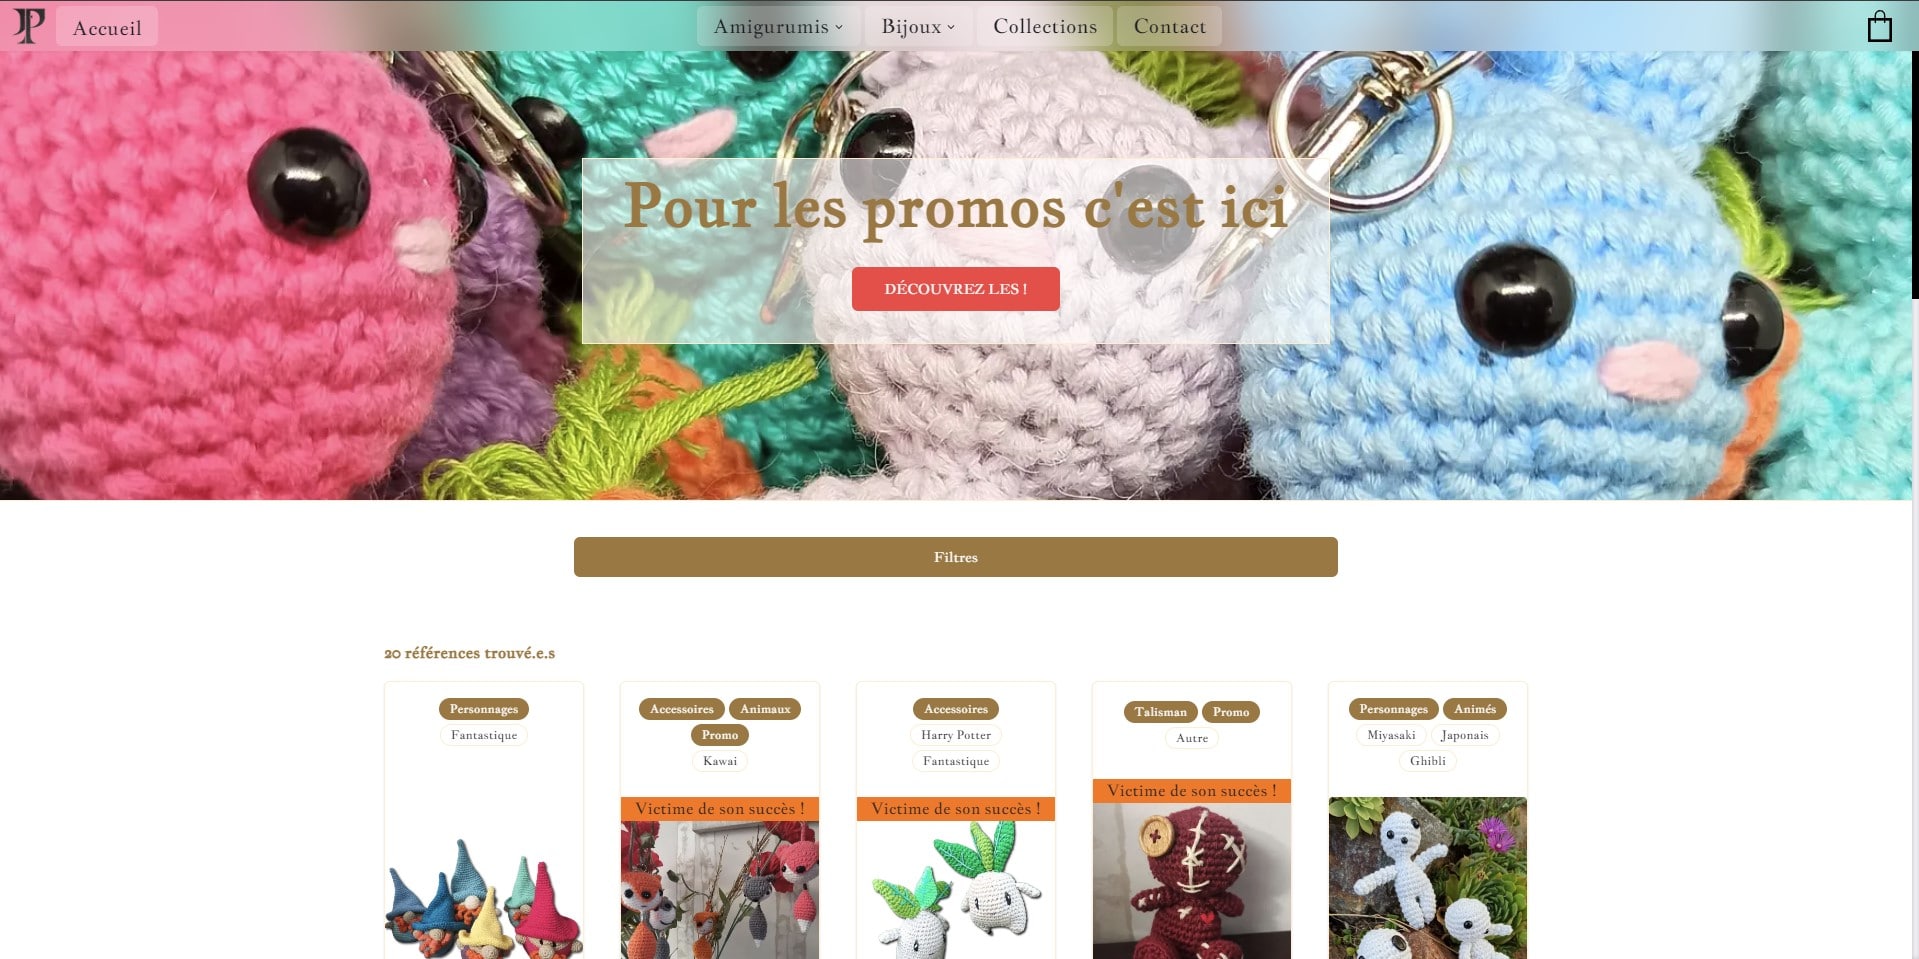 JP
Accueil
Amigurumis
Bijoux
Collections
Contact
Pour les promos c'est ici
DÉCOUVREZ LES !
Filtres
20 références trouvé.e.s
Personnages
Fantastique
Accessoires Animaux
Promo
Kawai
Victime de son succès !
Accessoires
Harry Potter
Fantastique
Victime de son succès !
Talisman Promo
Autre
Victime de son succès !
Personnages Animés
Miyasaki Japonais
Ghibli